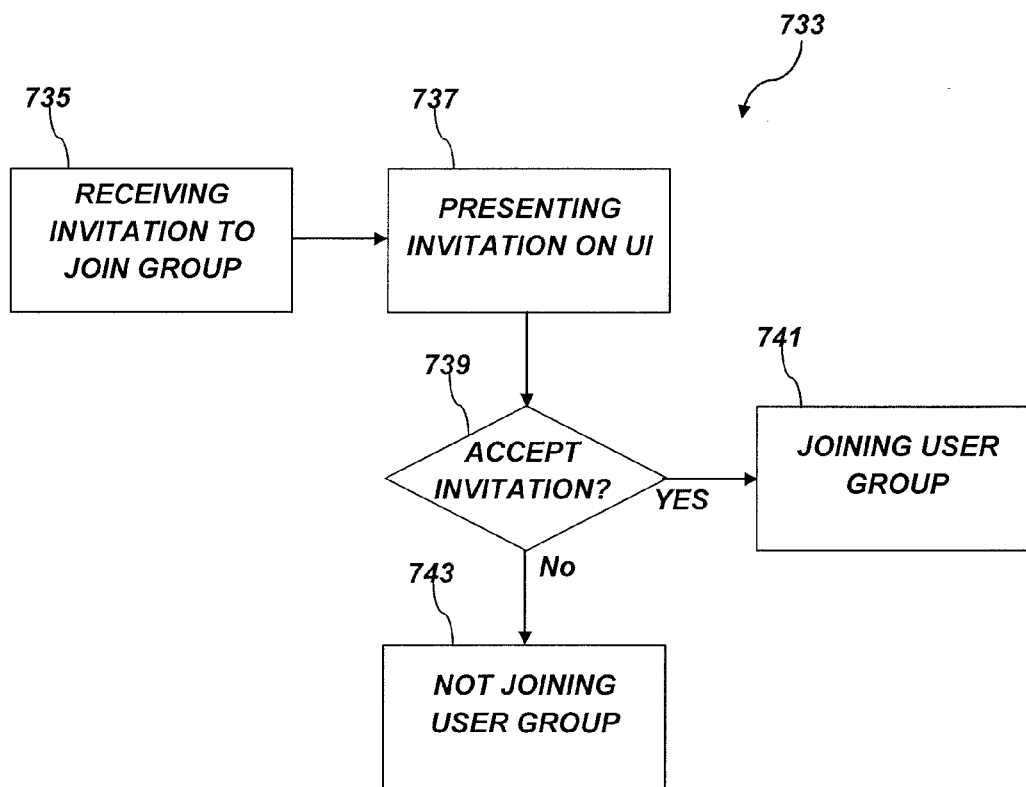 733
735
737
RECEIVING
INVITATION TO
JOIN GROUP
PRESENTING
INVITATION ON UI
739
741
ACCEPT
INVITATION?
YES
JOINING USER
GROUP
No
743
NOT JOINING
USER GROUP